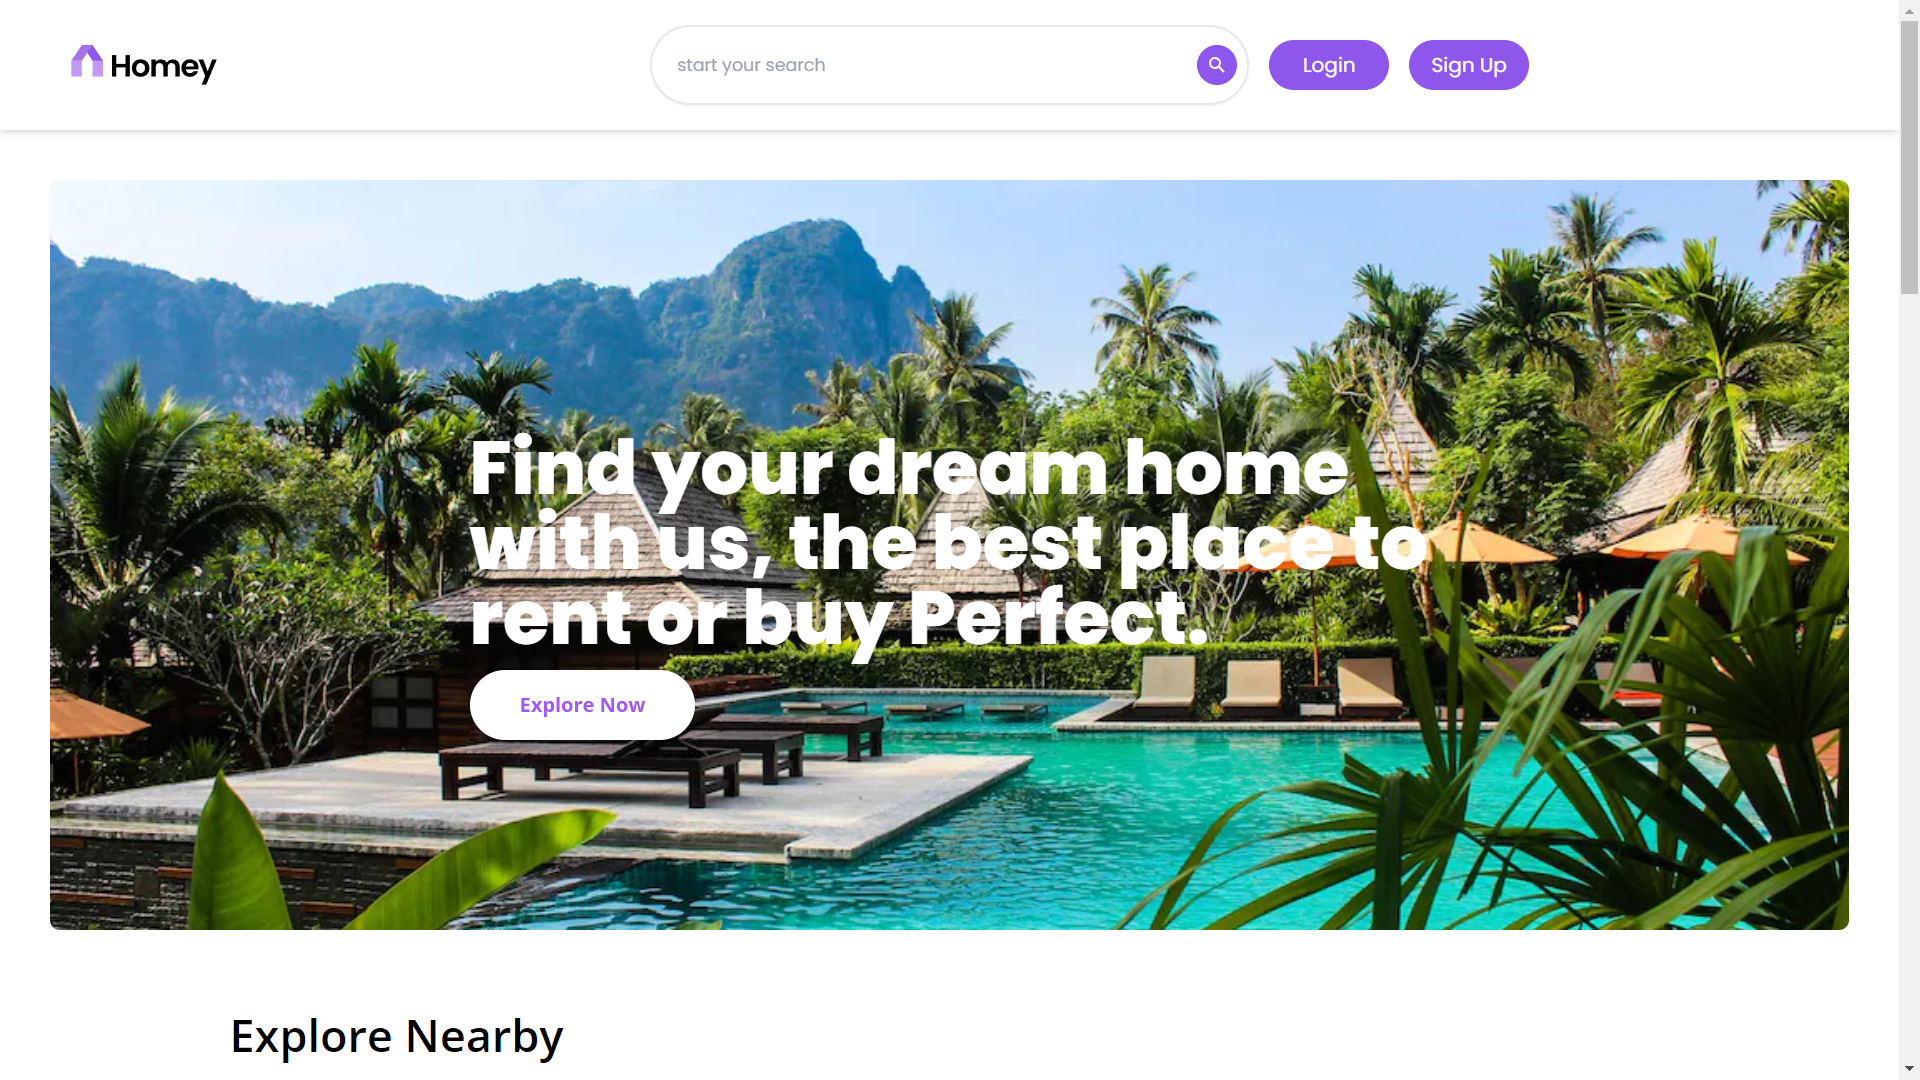 Homey
start your search
Login
Sign Up
Find your dream home
with us, the best place to
rent or buy Perfect.
Explore Now
Explore Nearby